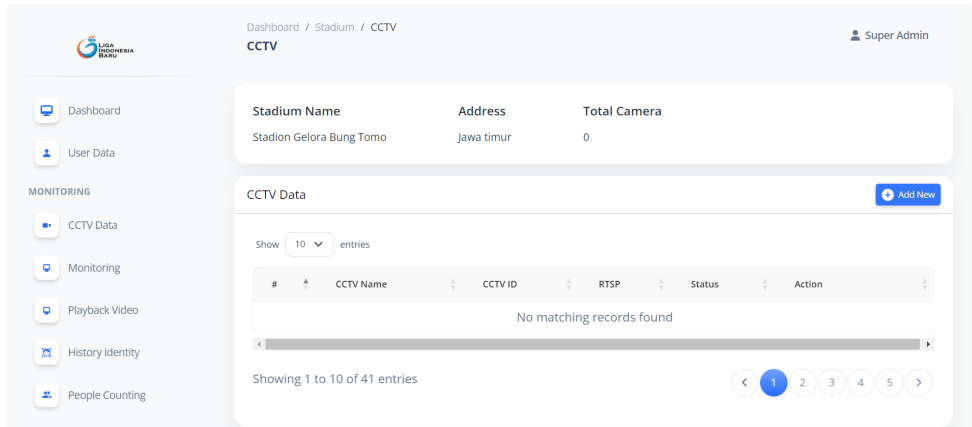 LIGA
INDONESIA
BARU
Dashboard
User Data
MONITORING
CCTV Data
Monitoring
Playback Video
History Identity
People Counting
Dashboard / Stadium / CCTV
CCTV
Super Admin
Stadium Name Address Total Camera
Stadion Gelora Bung Tomo Jawa timur 0
CCTV Data
Add New
Show 10 entries
# CCTV Name CCTV ID RTSP Status Action
No matching records found
Showing 1 to 10 of 41 entries
1 2 3 4 5